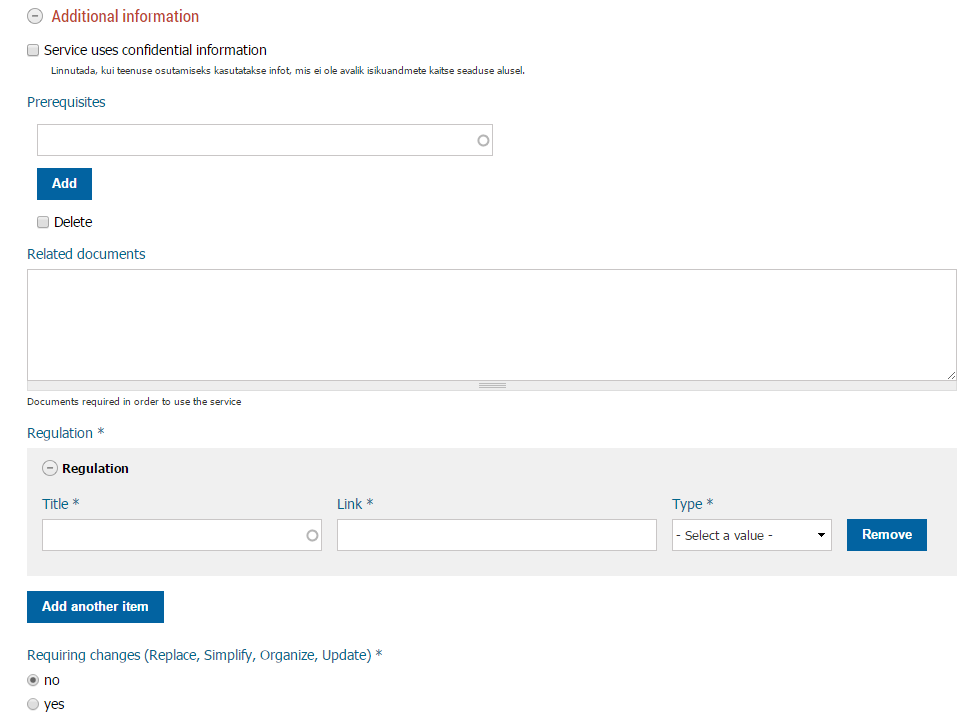 Additional information
Service uses confidential information
Linnutada, kui teenuse osutamiseks kasutatakse infot, mis ei ole avalik isikuandmete kaitse seaduse alusel.
Prerequisites
Add
Delete
Related documents
Documents required in order to use the service
Regulation *
Regulation
Title * Link * Type *
- Select a value - Remove
Add another item
Requiring changes (Replace, Simplify, Organize, Update) *
no
yes